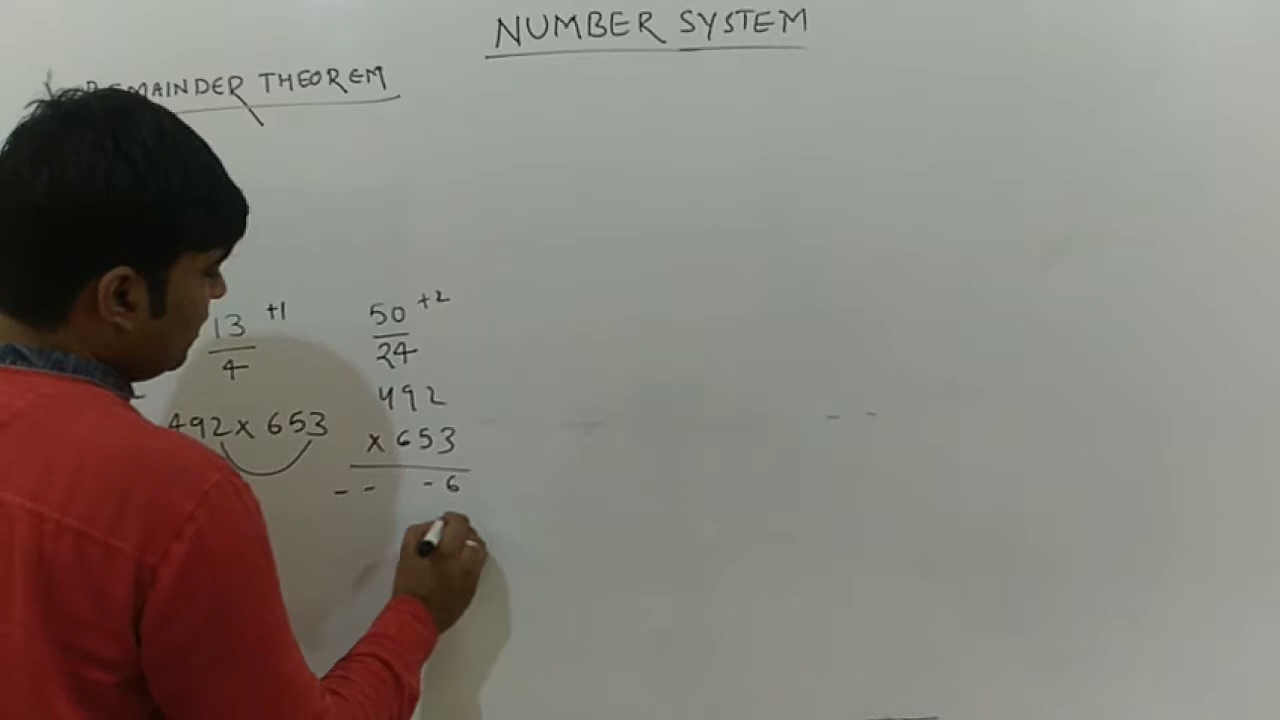 NUMBER SYSTEM
REMAINDER THEOREM
13 +1
4
50 +2
24
492 x 653
492
x 653
- - - 6